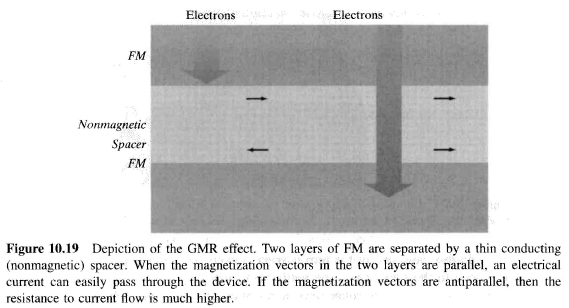 Electrons Electrons
FM
Nonmagnetic
Spacer
FM
Figure 10.19 Depiction of the GMR effect. Two layers of FM are separated by a thin conducting
(nonmagnetic) spacer. When the magnetization vectors in the two layers are parallel, an electrical
current can easily pass through the device. If the magnetization vectors are antiparallel, then the
resistance to current flow is much higher.